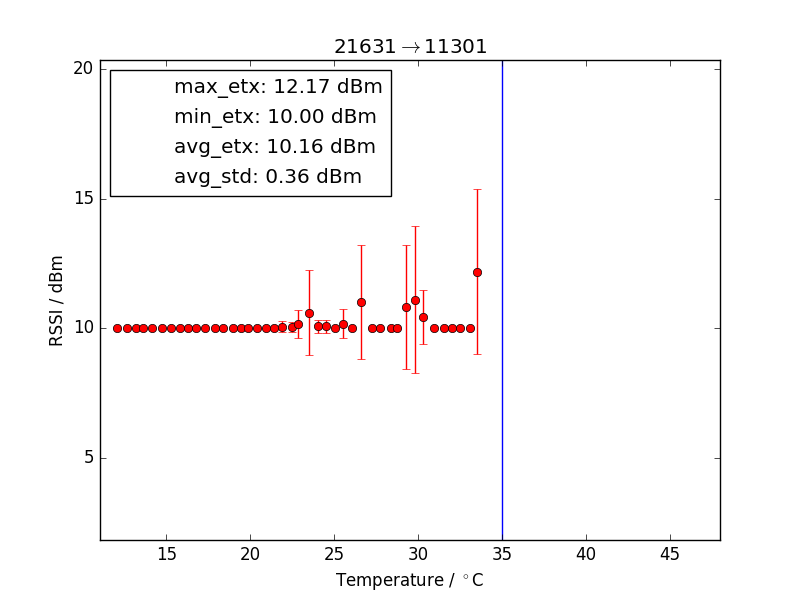 21631→11301
max_etx: 12.17 dBm
min_etx: 10.00 dBm
avg_etx: 10.16 dBm
avg_std: 0.36 dBm
RSSI / dBm
20
15
10
5
15 20 25 30 35 40 45
Temperature / °C